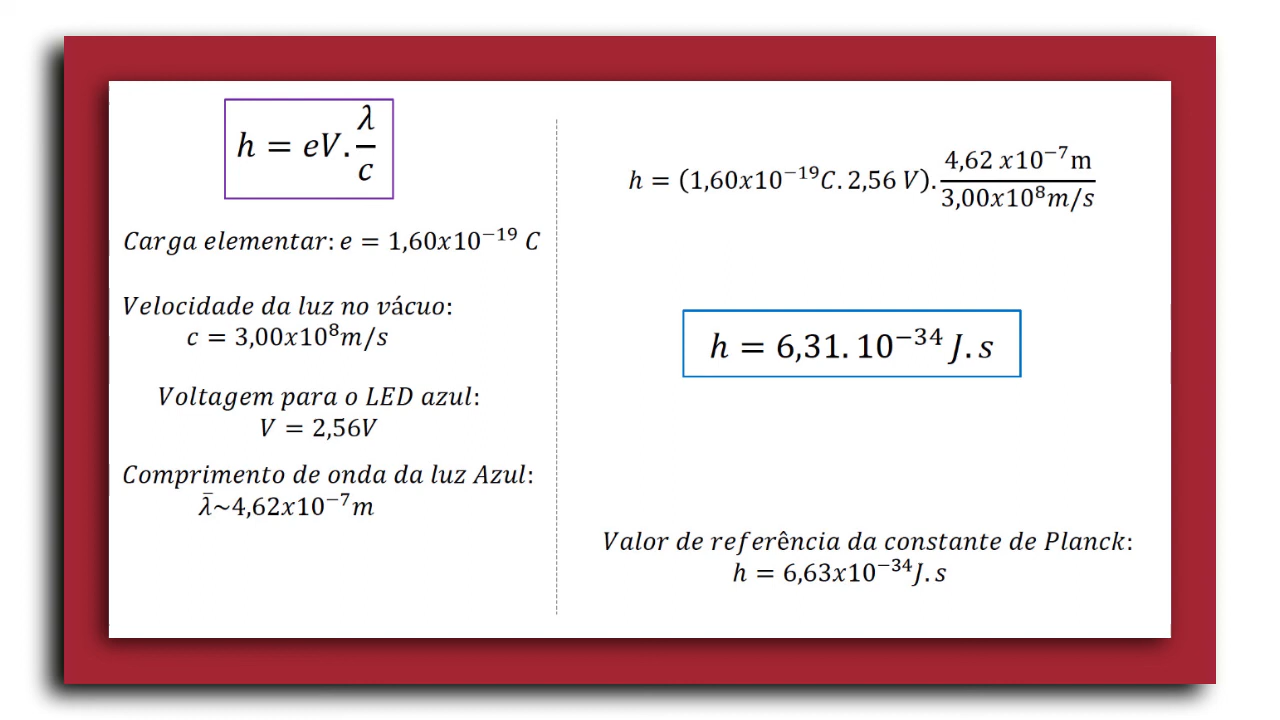 h = eV. λ/c
Carga elementar: e = 1,60x10⁻¹⁹ C
Velocidade da luz no vácuo:
c = 3,00x10⁸m/s
Voltagem para o LED azul:
V = 2,56V
Comprimento de onda da luz Azul:
λ̄~4,62x10⁻⁷m
h = (1,60x10⁻¹⁹C. 2,56 V). 4,62 x10⁻⁷m/3,00x10⁸m/s
h = 6,31. 10⁻³⁴ J. s
Valor de referência da constante de Planck:
h = 6,63x10⁻³⁴J. s